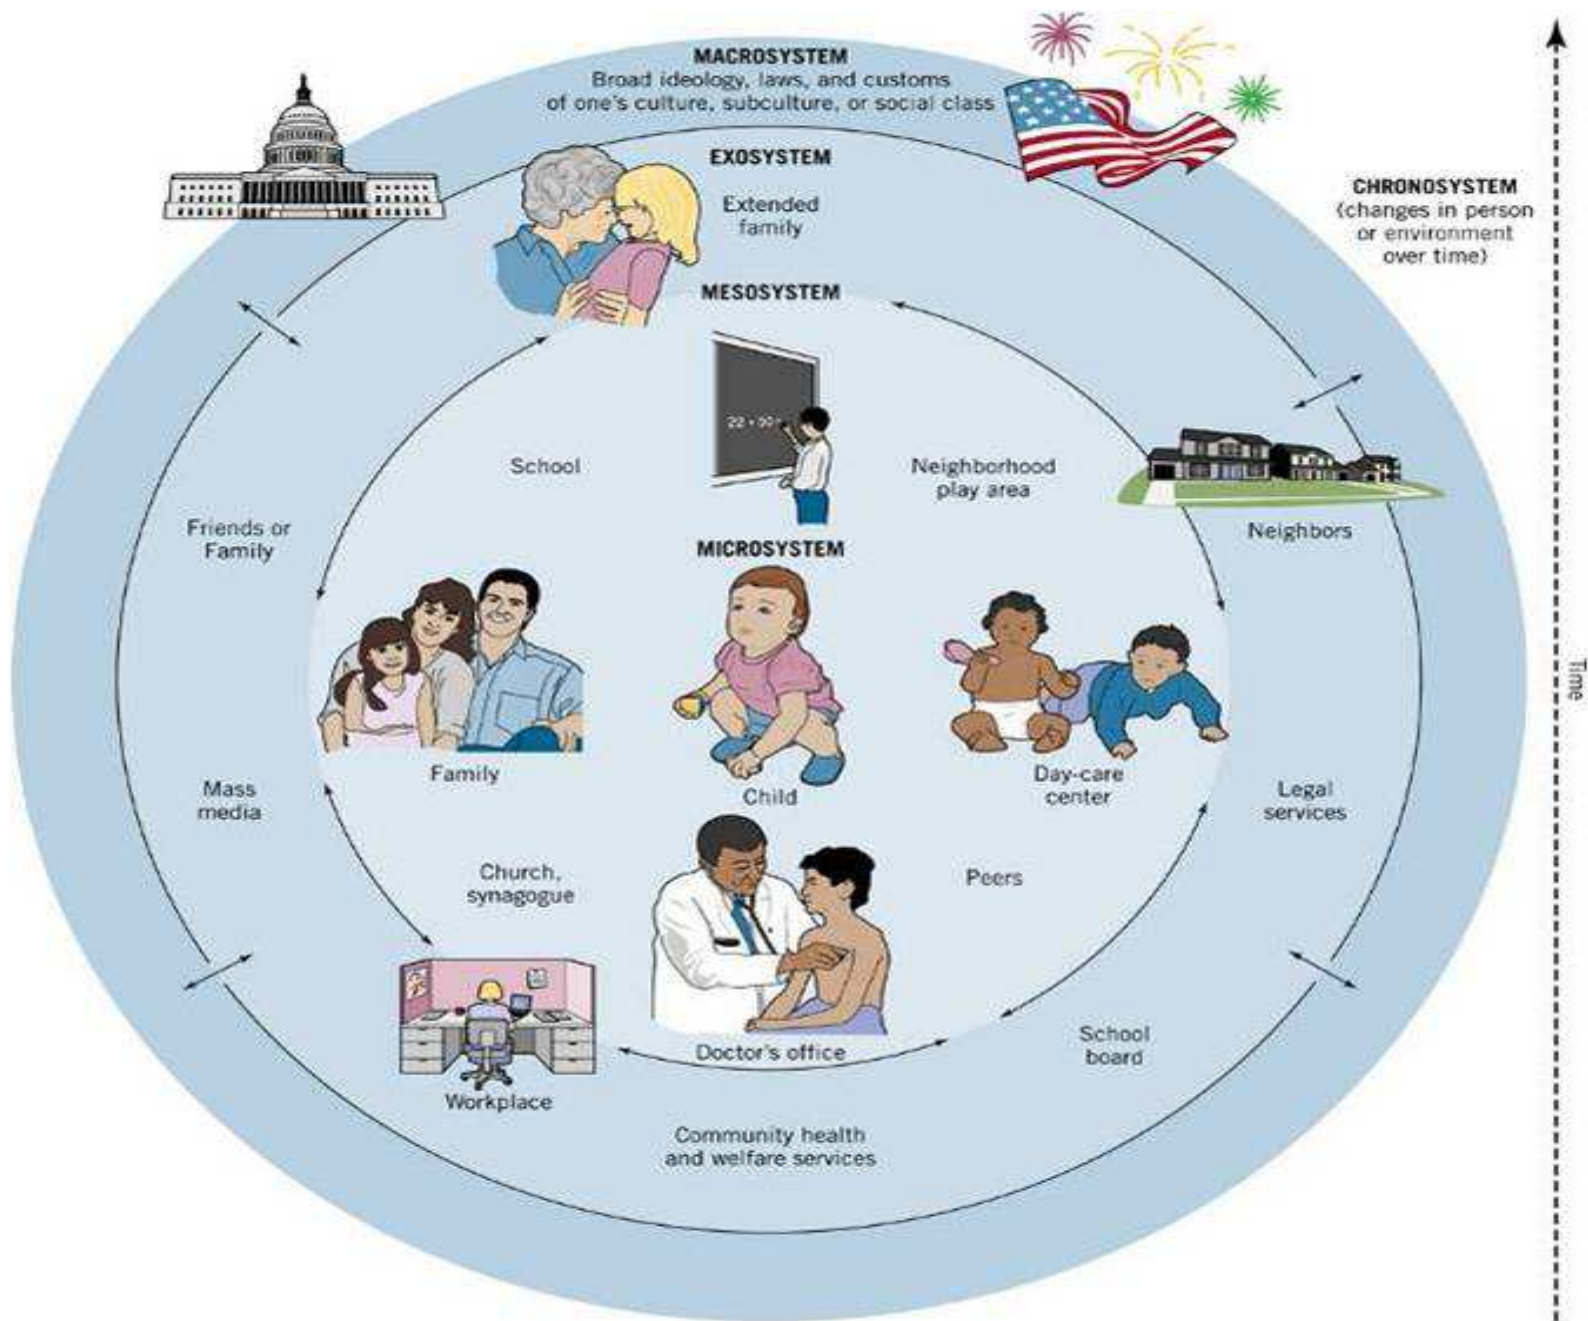 MACROSYSTEM
Broad ideology, laws, and customs
of one's culture, subculture, or social class
EXOSYSTEM
Extended
family
CHRONOSYSTEM
(changes in person
or environment
over time)
MESOSYSTEM
School
Neighborhood
play area
Friends or
Family
Neighbors
MICROSYSTEM
Time
Family
Child
Day-care
center
Mass
media
Legal
services
Church,
synagogue
Peers
Doctor's office
School
board
Workplace
Community health
and welfare services